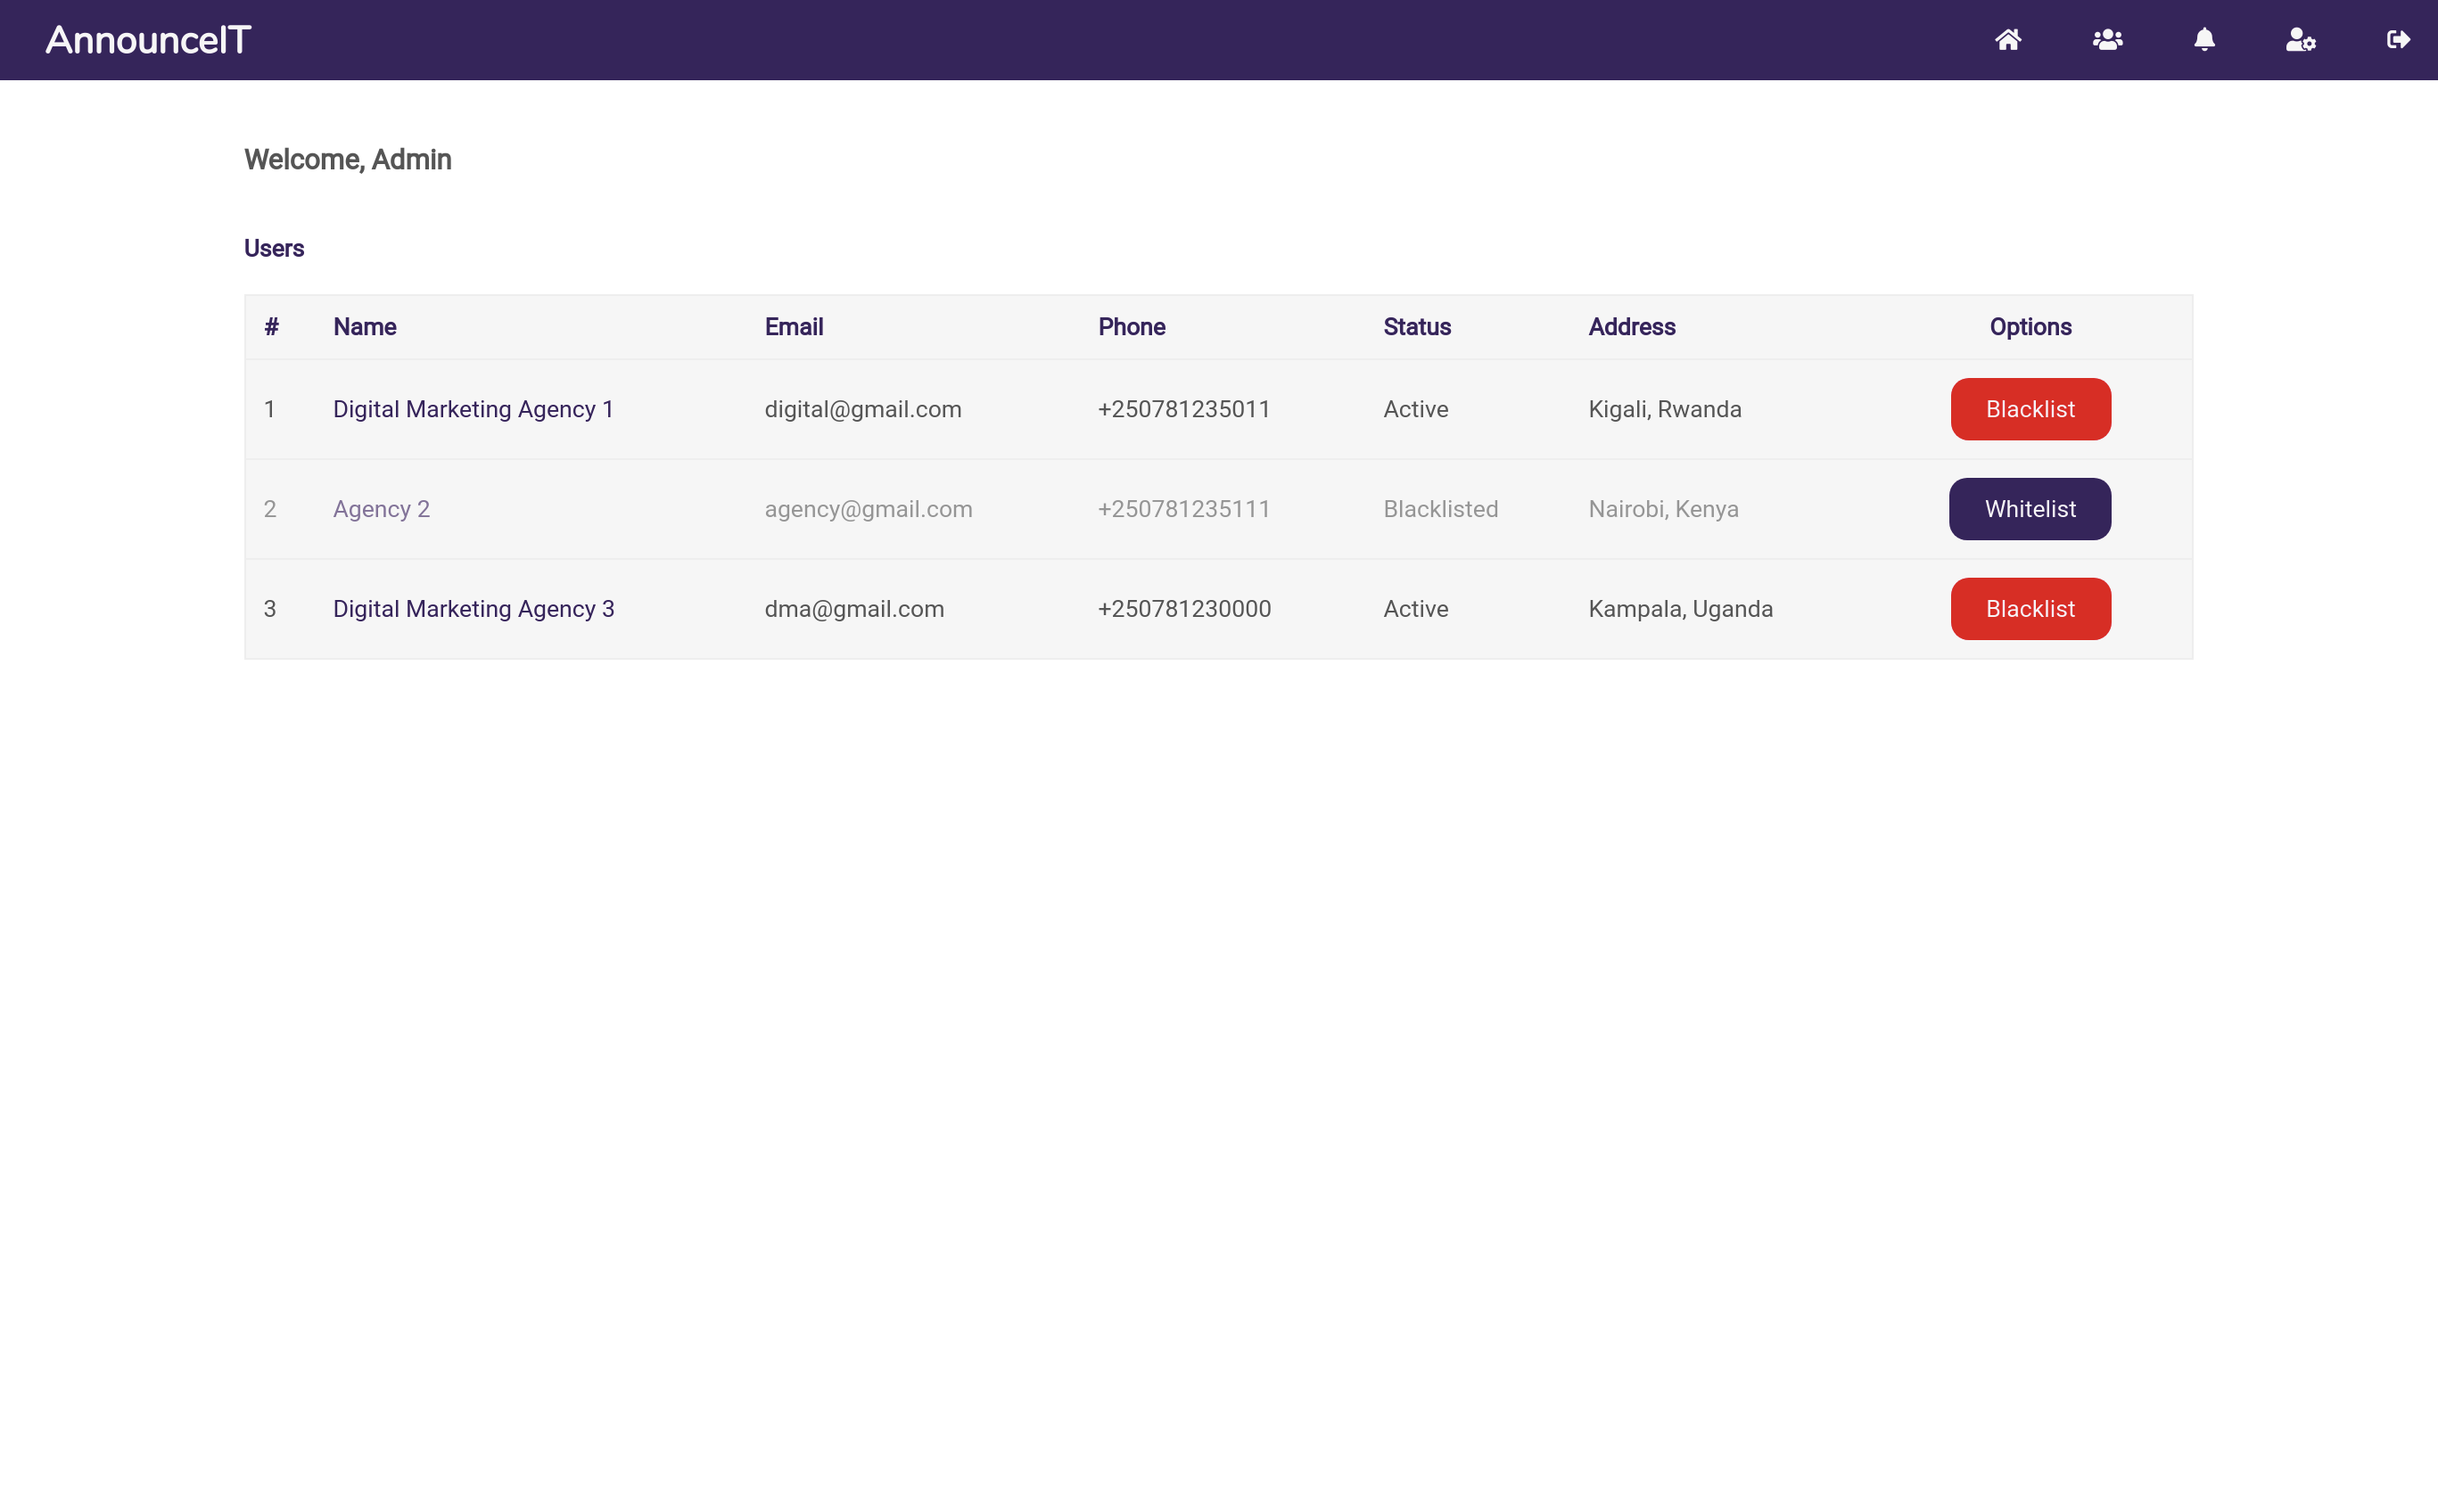 AnnounceIT
Welcome, Admin
Users
# Name Email Phone Status Address Options
1 Digital Marketing Agency 1 digital@gmail.com +250781235011 Active Kigali, Rwanda Blacklist
2 Agency 2 agency@gmail.com +250781235111 Blacklisted Nairobi, Kenya Whitelist
3 Digital Marketing Agency 3 dma@gmail.com +250781230000 Active Kampala, Uganda Blacklist